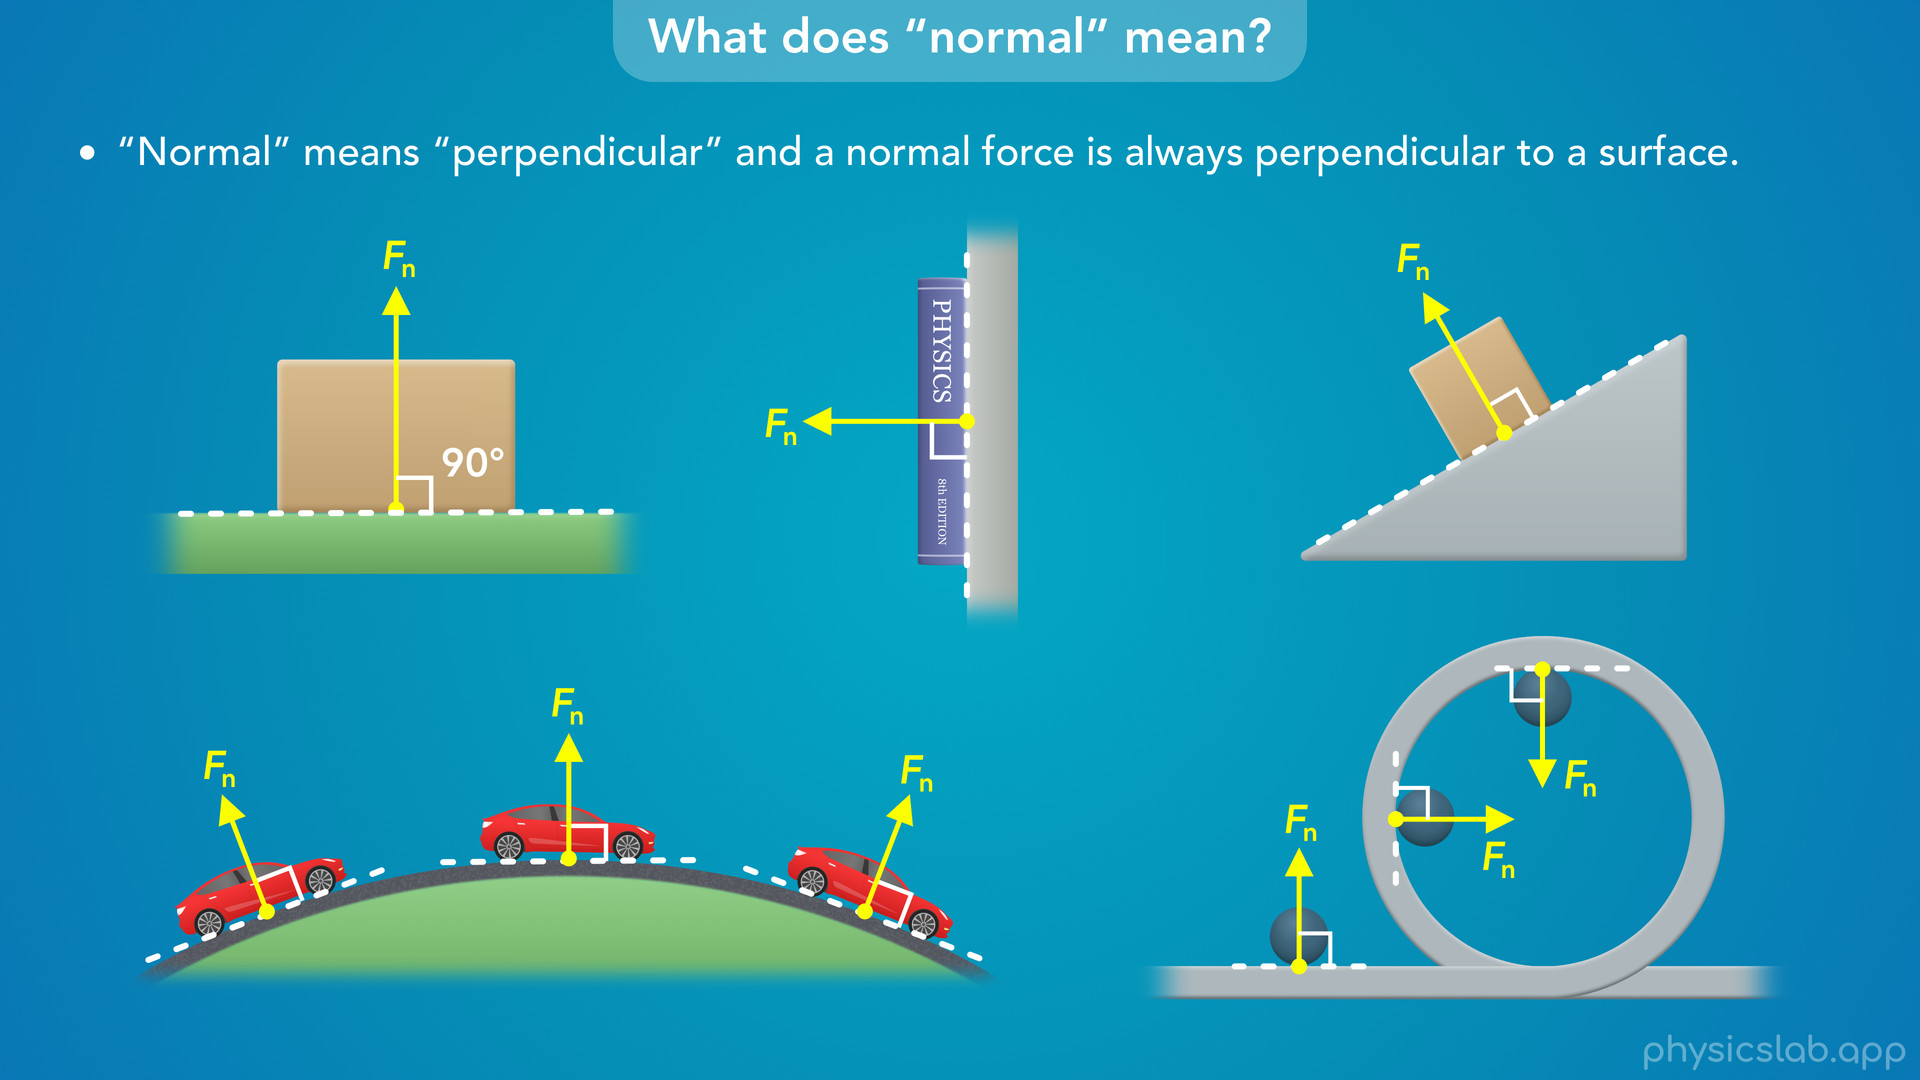 What does “normal” mean?
• “Normal” means “perpendicular” and a normal force is always perpendicular to a surface.
Fn
90°
Fn
PHYSICS
8th EDITION
Fn
Fn
Fn
Fn
Fn
Fn
Fn
physicslab.app